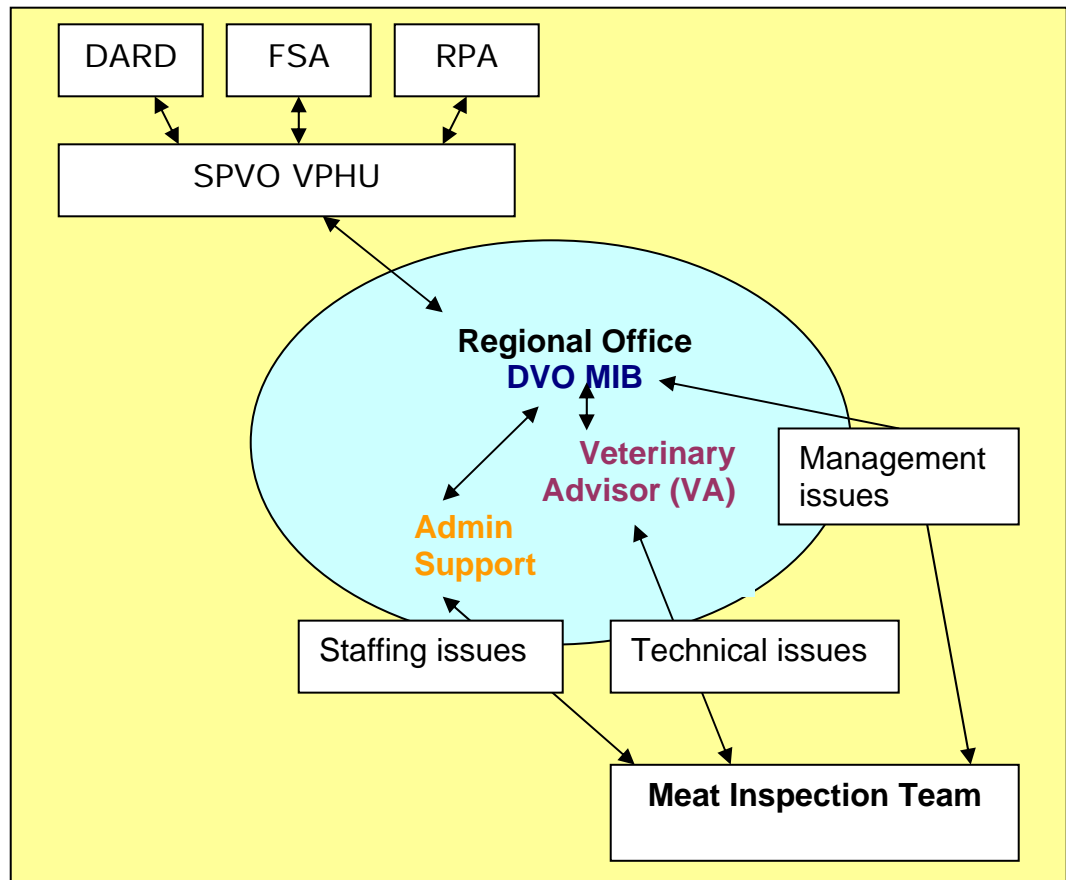 DARD
FSA
RPA
SPVO VPHU
Regional Office
DVO MIB
Veterinary
Advisor (VA)
Management
issues
Admin
Support
Staffing issues
Technical issues
Meat Inspection Team